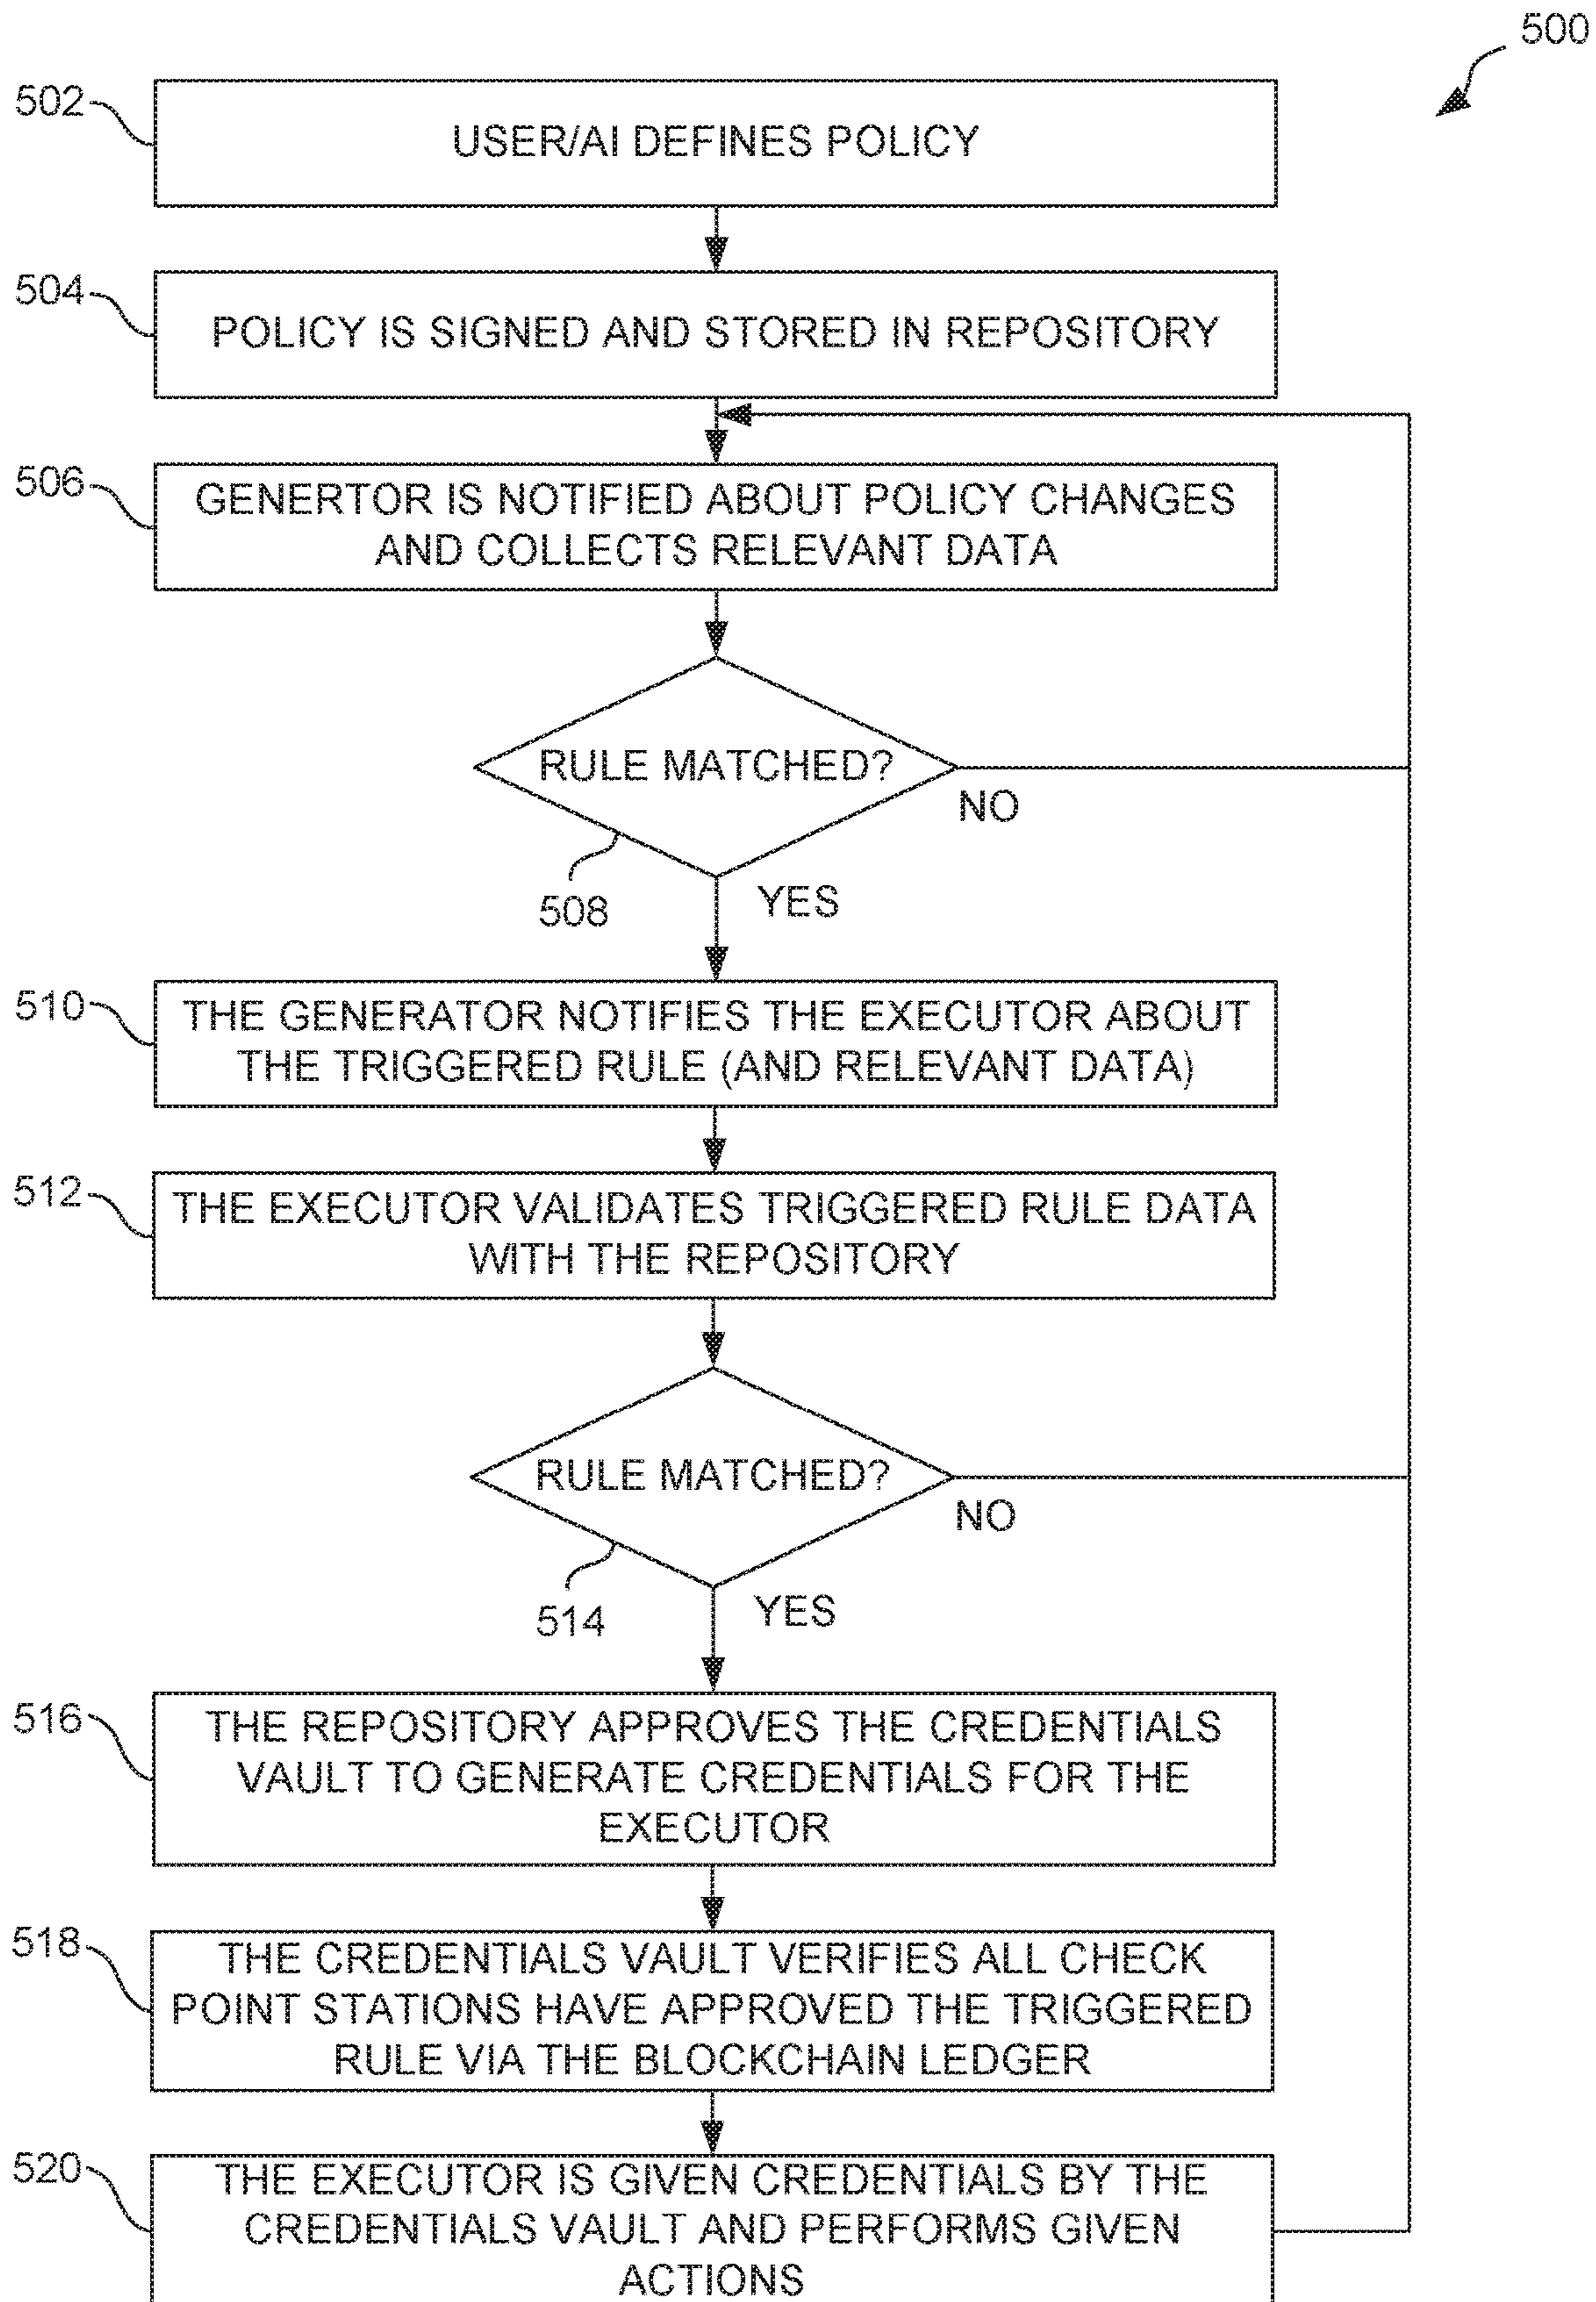 500
502
USER/AI DEFINES POLICY
504
POLICY IS SIGNED AND STORED IN REPOSITORY
506
GENERTOR IS NOTIFIED ABOUT POLICY CHANGES
AND COLLECTS RELEVANT DATA
RULE MATCHED?
NO
508
YES
510
THE GENERATOR NOTIFIES THE EXECUTOR ABOUT
THE TRIGGERED RULE (AND RELEVANT DATA)
512
THE EXECUTOR VALIDATES TRIGGERED RULE DATA
WITH THE REPOSITORY
RULE MATCHED?
NO
514
YES
516
THE REPOSITORY APPROVES THE CREDENTIALS
VAULT TO GENERATE CREDENTIALS FOR THE
EXECUTOR
518
THE CREDENTIALS VAULT VERIFIES ALL CHECK
POINT STATIONS HAVE APPROVED THE TRIGGERED
RULE VIA THE BLOCKCHAIN LEDGER
520
THE EXECUTOR IS GIVEN CREDENTIALS BY THE
CREDENTIALS VAULT AND PERFORMS GIVEN
ACTIONS